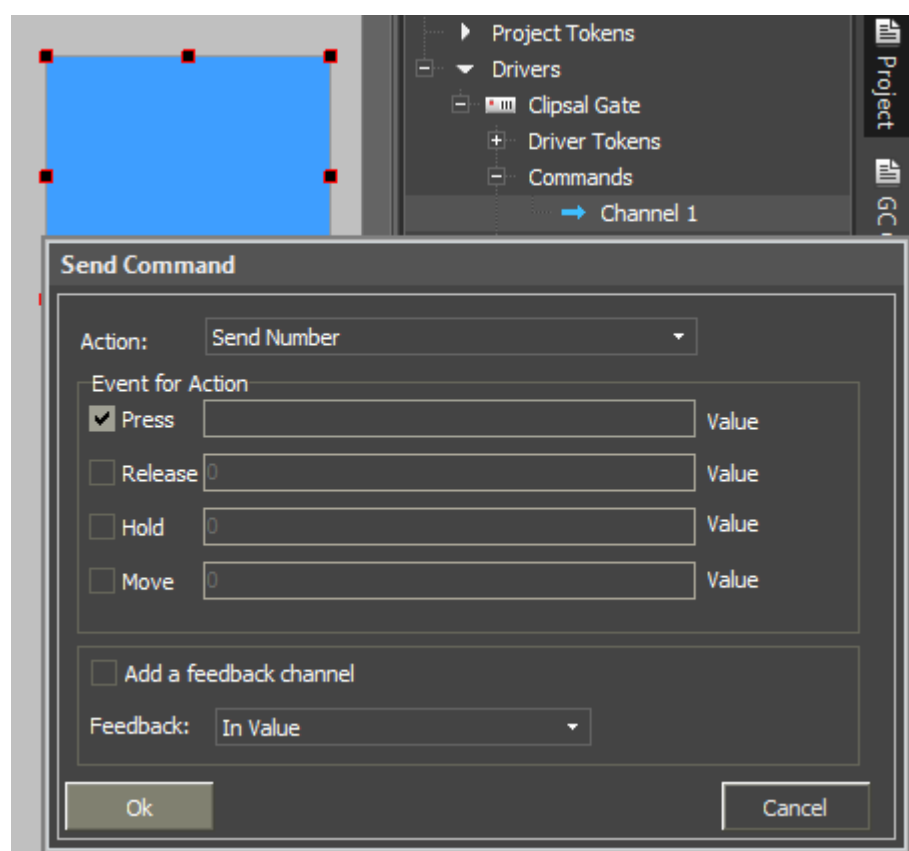 Project Tokens
Drivers
Clipsal Gate
Driver Tokens
Commands
Channel 1
Project
GC
Send Command
Action: Send Number
Event for Action
Press Value
Release 0 Value
Hold 0 Value
Move 0 Value
Add a feedback channel
Feedback: In Value
Ok Cancel